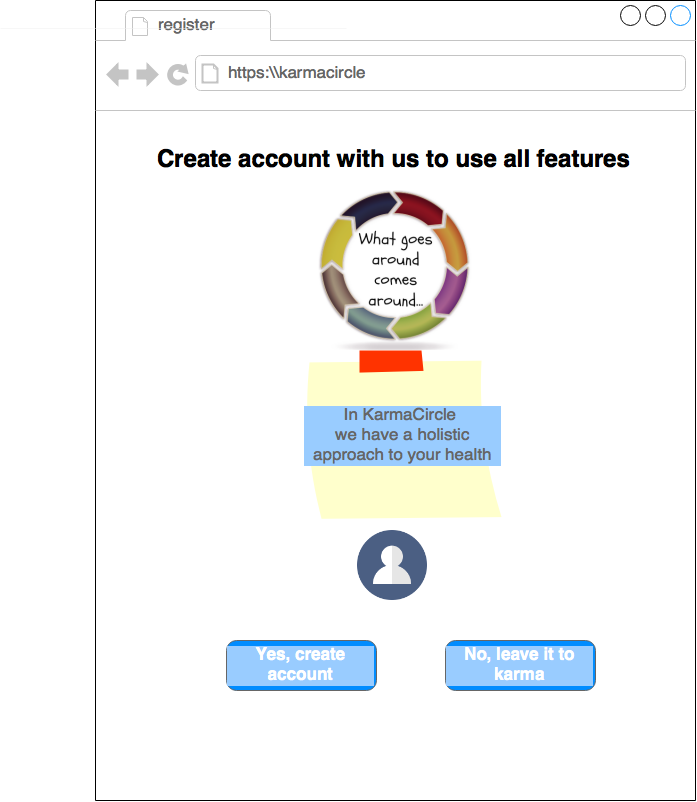 register
https:\\karmacircle
Create account with us to use all features
What goes
around
comes
around...
In KarmaCircle
we have a holistic
approach to your health
Yes, create
account
No, leave it to
karma